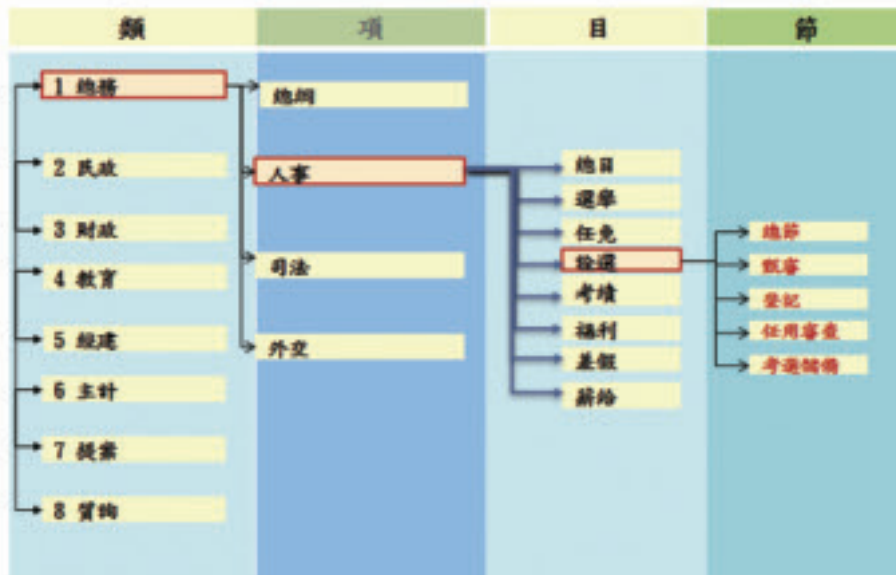 類
項
目
節
1 總務
2 民政
3 財政
4 教育
5 經建
6 主計
7 提案
8 質詢
總綱
人事
司法
外交
總目
選舉
任免
銓選
考績
福利
差假
薪給
總節
甄審
登記
任用審查
考選儲備